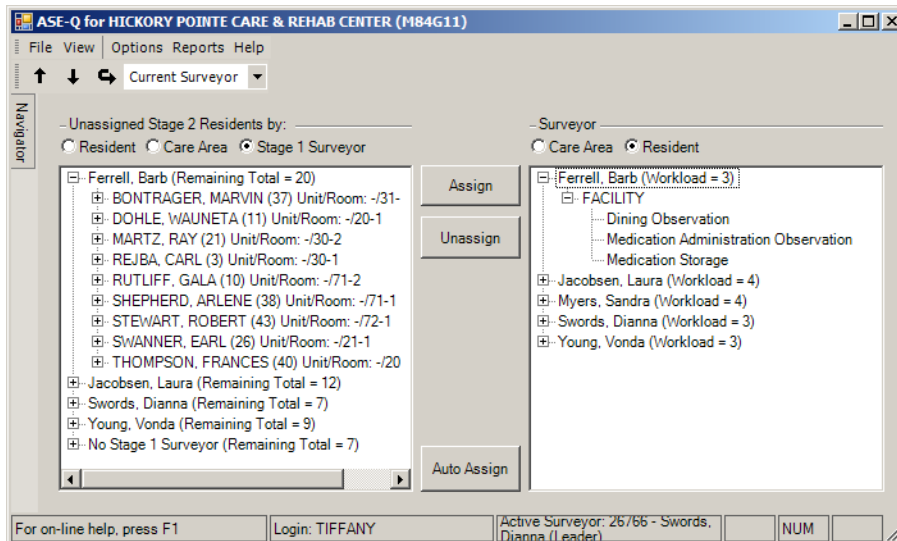 ASE-Q for HICKORY POINTE CARE & REHAB CENTER (M84G11)
File View Options Reports Help
Current Surveyor
Navigator
Unassigned Stage 2 Residents by:
Resident Care Area Stage 1 Surveyor
Ferrell, Barb (Remaining Total = 20)
BONTRAGER, MARVIN (37) Unit/Room: -/31-
DOHLE, WAUNETA (11) Unit/Room: -/20-1
MARTZ, RAY (21) Unit/Room: -/30-2
REJBA, CARL (3) Unit/Room: -/30-1
RUTLIFF, GALA (10) Unit/Room: -/71-2
SHEPHERD, ARLENE (38) Unit/Room: -/71-1
STEWART, ROBERT (43) Unit/Room: -/72-1
SWANNER, EARL (26) Unit/Room: -/21-1
THOMPSON, FRANCES (40) Unit/Room: -/20
Jacobsen, Laura (Remaining Total = 12)
Swords, Dianna (Remaining Total = 7)
Young, Vonda (Remaining Total = 9)
No Stage 1 Surveyor (Remaining Total = 7)
Assign
Unassign
Auto Assign
Surveyor
Care Area Resident
Ferrell, Barb (Workload = 3)
FACILITY
Dining Observation
Medication Administration Observation
Medication Storage
Jacobsen, Laura (Workload = 4)
Myers, Sandra (Workload = 4)
Swords, Dianna (Workload = 3)
Young, Vonda (Workload = 3)
For on-line help, press F1
Login: TIFFANY
Active Surveyor: 26766 - Swords,
Dianna (Leader)
NUM